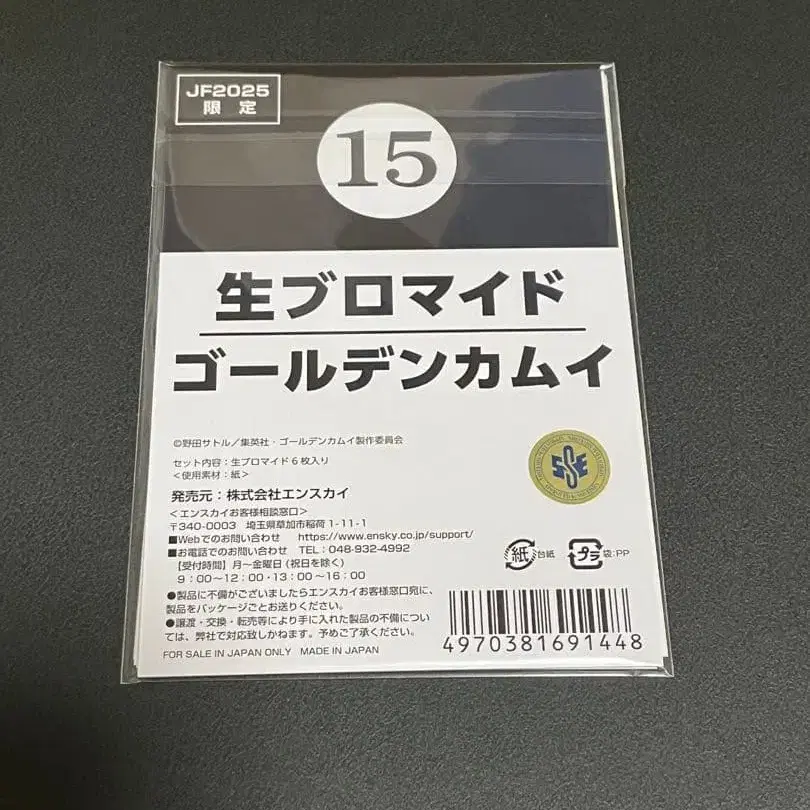 JF2025
限 定
15
生ブロマイド
ゴールデンカムイ
©野田サトル／集英社・ゴールデンカムイ製作委員会
セット内容：生ブロマイド6枚入り
＜使用素材：紙＞
発売元：株式会社エンスカイ
＜エンスカイお客様相談窓口＞
〒340-0003 埼玉県草加市稲荷1-11-1
■Webでのお問い合わせ https://www.ensky.co.jp/support/
■お電話でのお問い合わせ TEL：048-932-4992
【受付時間】月〜金曜日(祝日を除く)
9：00〜12：00・13：00〜16：00
●製品に不備がございましたらエンスカイお客様窓口宛に、
製品をパッケージごとお送りください。
●譲渡・交換・転売等により手に入れた製品の不備につい
ては、弊社で対応致しかねます。予めご了承ください。
FOR SALE IN JAPAN ONLY MADE IN JAPAN
SSE
紙 台紙
プラ 袋：PP
4970381691448